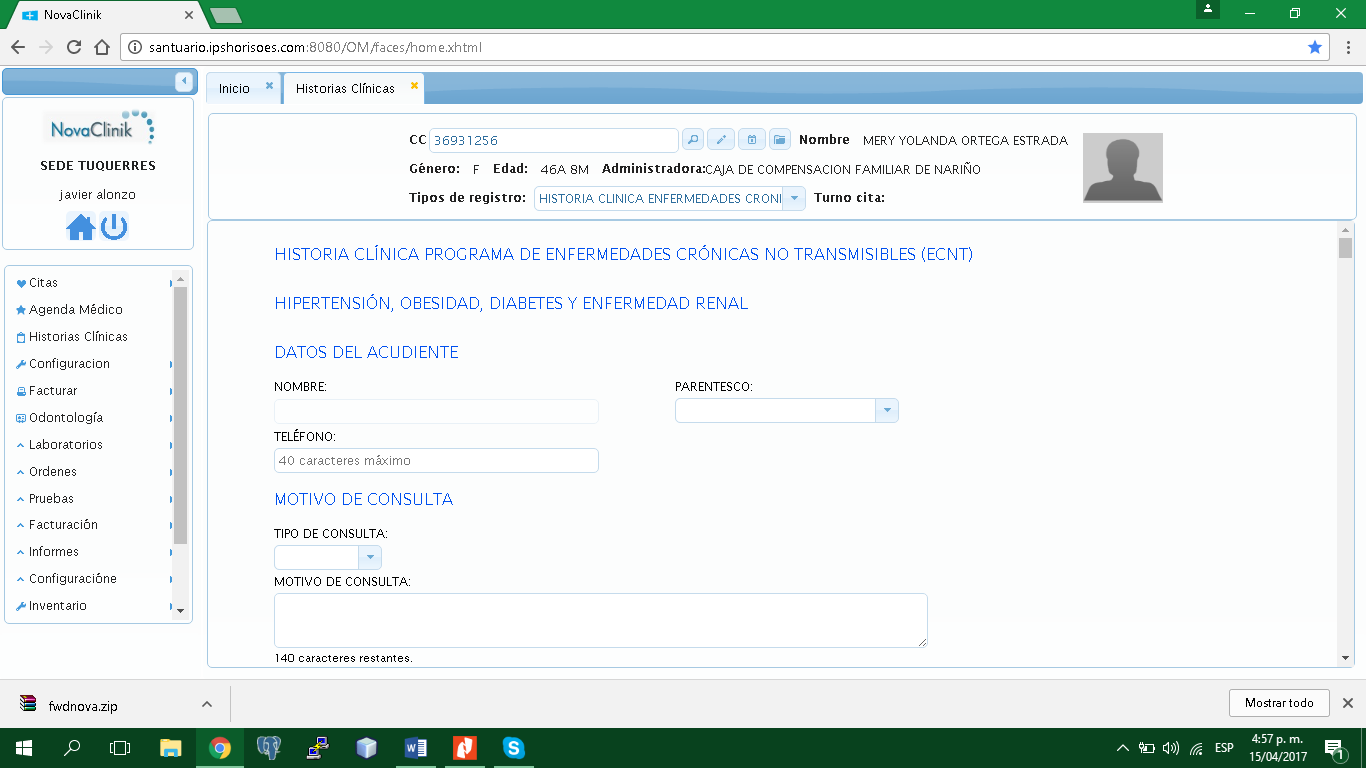 NovaClinik
santuario.ipshorisoes.com:8080/OM/faces/home.xhtml
Inicio
Historias Clínicas
NovaClinik
SEDE TUQUERRES
javier alonzo
CC 36931256 Nombre MERY YOLANDA ORTEGA ESTRADA
Género: F Edad: 46A 8M Administradora:CAJA DE COMPENSACION FAMILIAR DE NARIÑO
Tipos de registro: HISTORIA CLINICA ENFERMEDADES CRONI Turno cita:
Citas
Agenda Médico
Historias Clínicas
Configuracion
Facturar
Odontología
Laboratorios
Ordenes
Pruebas
Facturación
Informes
Configuracióne
Inventario
HISTORIA CLÍNICA PROGRAMA DE ENFERMEDADES CRÓNICAS NO TRANSMISIBLES (ECNT)
HIPERTENSIÓN, OBESIDAD, DIABETES Y ENFERMEDAD RENAL
DATOS DEL ACUDIENTE
NOMBRE:
PARENTESCO:
TELÉFONO:
40 caracteres máximo
MOTIVO DE CONSULTA
TIPO DE CONSULTA:
MOTIVO DE CONSULTA:
140 caracteres restantes.
fwdnova.zip
Mostrar todo
ESP
4:57 p. m.
15/04/2017
1